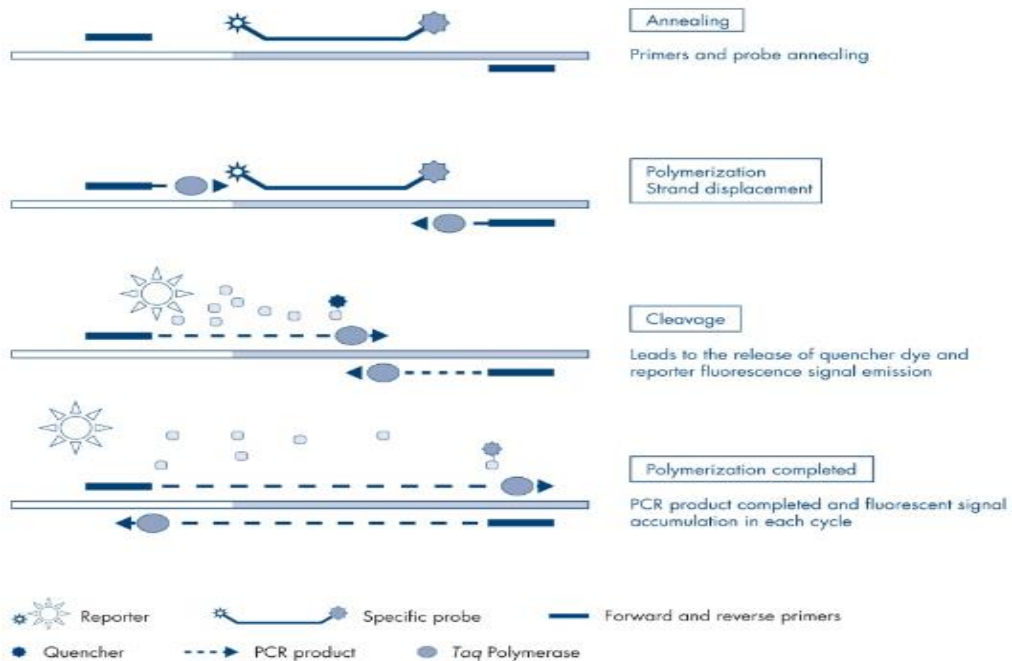 Annealing
Primers and probe annealing
Polymerization
Strand displacement
Cleavage
Leads to the release of quencher dye and
reporter fluorescence signal emission
Polymerization completed
PCR product completed and fluorescent signal
accumulation in each cycle
Reporter
Specific probe
Forward and reverse primers
Quencher
PCR product
Taq Polymerase